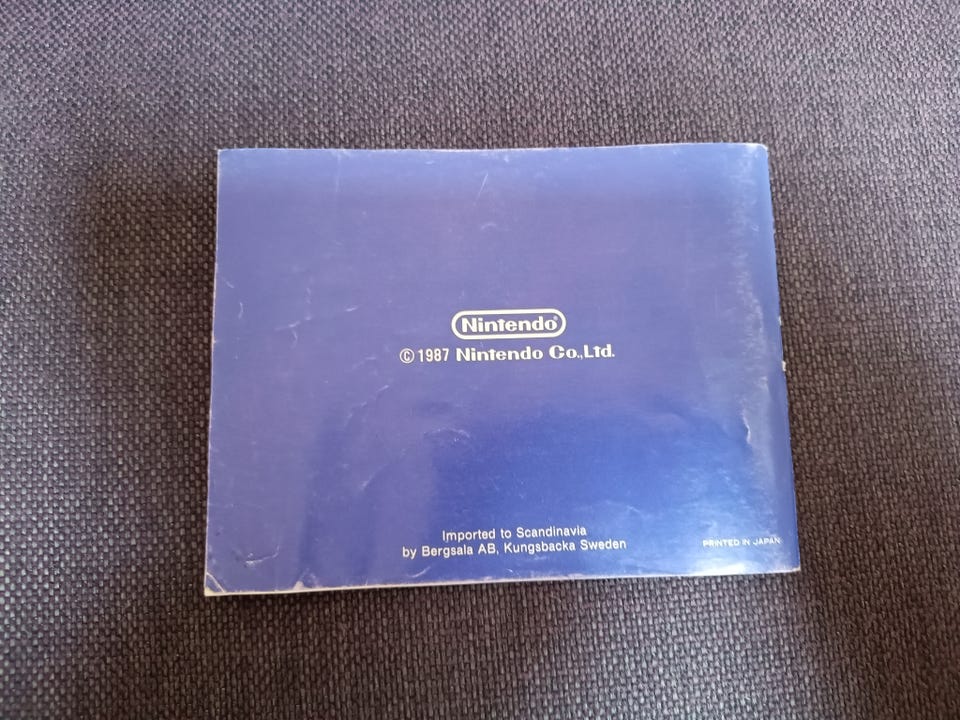 Nintendo®
© 1987 Nintendo Co.,Ltd.
Imported to Scandinavia
by Bergsala AB, Kungsbacka Sweden
PRINTED IN JAPAN